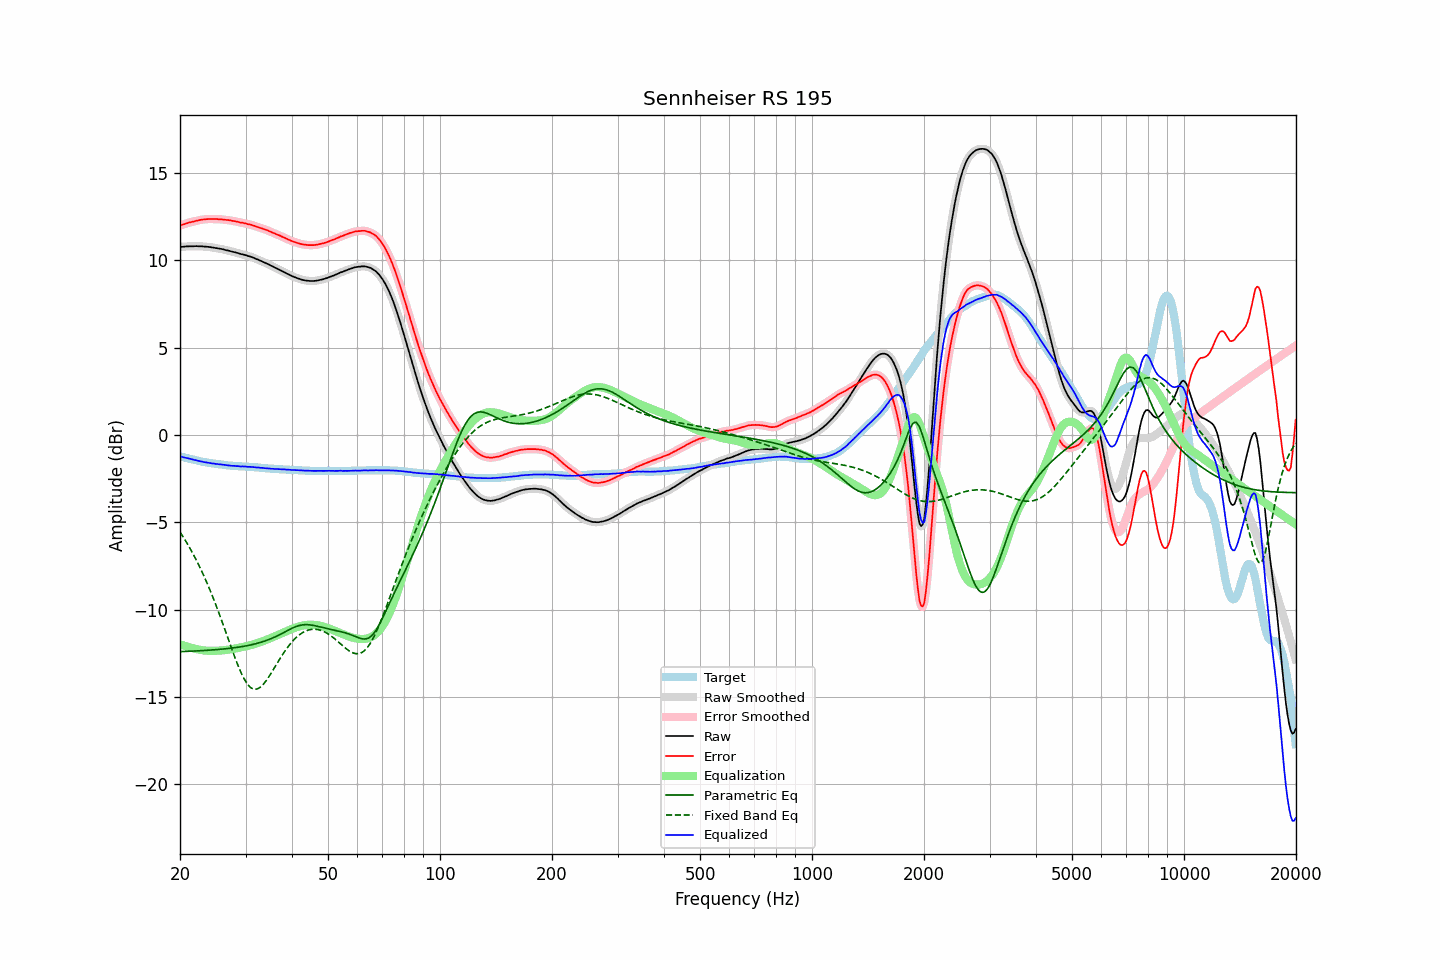 Sennheiser RS 195
Amplitude (dBr)
15
10
5
0
−5
−10
−15
−20
Target
Raw Smoothed
Error Smoothed
Raw
Error
Equalization
Parametric Eq
Fixed Band Eq
Equalized
20 50 100 200 500 1000 2000 5000 10000 20000
Frequency (Hz)